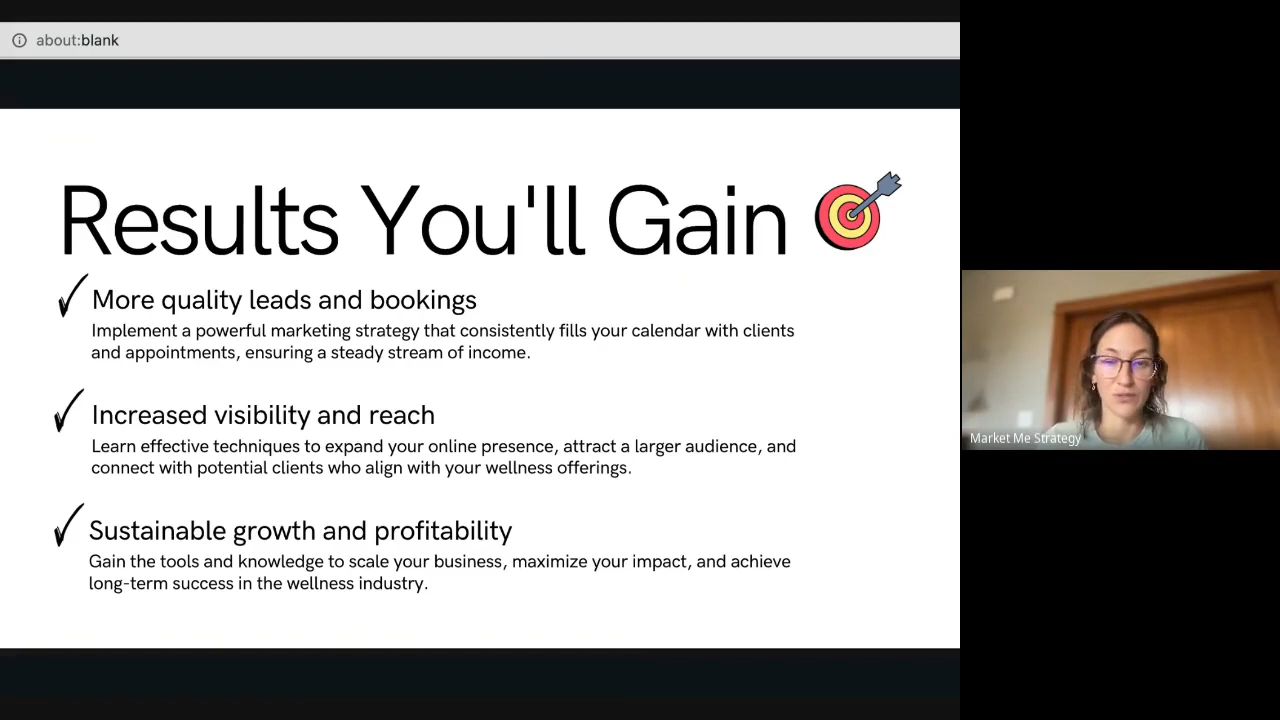 about:blank
Results You'll Gain
More quality leads and bookings
Implement a powerful marketing strategy that consistently fills your calendar with clients
and appointments, ensuring a steady stream of income.
Increased visibility and reach
Learn effective techniques to expand your online presence, attract a larger audience, and
connect with potential clients who align with your wellness offerings.
Sustainable growth and profitability
Gain the tools and knowledge to scale your business, maximize your impact, and achieve
long-term success in the wellness industry.
Market Me Strategy